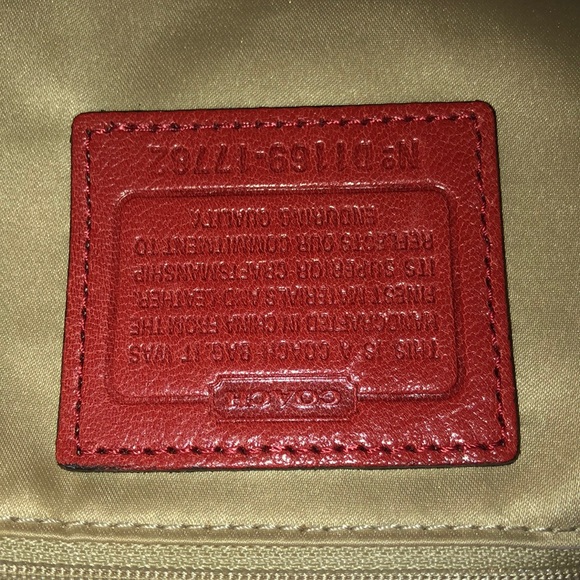 COACH
THIS IS A COACH BAG. IT WAS
HANDCRAFTED IN CHINA FROM THE
FINEST MATERIALS AND LEATHER.
ITS SUPERIOR CRAFTSMANSHIP
REFLECTS OUR COMMITMENT TO
ENDURING QUALITY.
Nº D1169-17762